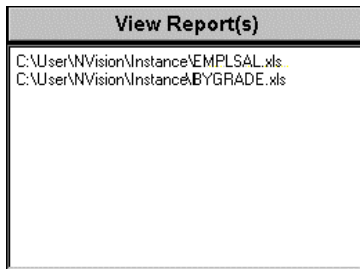 View Report(s)
C:\User\NVision\Instance\EMPLSAL.xls
C:\User\NVision\Instance\BYGRADE.xls